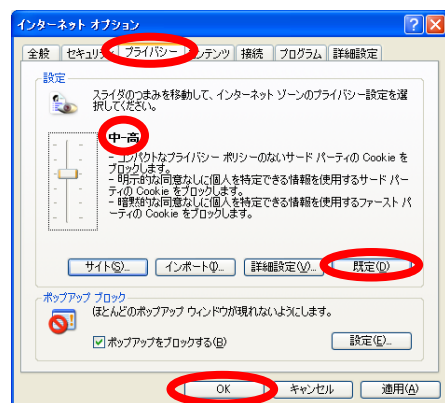 インターネット オプション
全般 セキュリティ プライバシー コンテンツ 接続 プログラム 詳細設定
設定
スライダのつまみを移動して、インターネット ゾーンのプライバシー設定を選
択してください。
中-高
- コンパクトなプライバシー ポリシーのないサード パーティの Cookie を
ブロックします。
- 明示的な同意なしに個人を特定できる情報を使用するサード パー
ティの Cookie をブロックします。
- 暗黙的な同意なしに個人を特定できる情報を使用するファースト パ
ーティの Cookie をブロックします。
サイト(S)... インポート(I)... 詳細設定(V)... 既定(D)
ポップアップ ブロック
ほとんどのポップアップ ウィンドウが現れないようにします。
ポップアップをブロックする(B) 設定(E)...
OK キャンセル 適用(A)